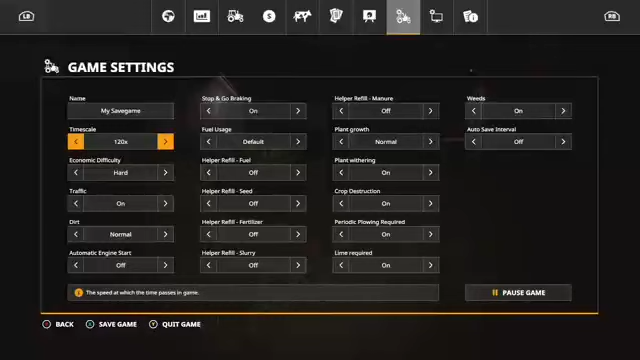 LB
RB
GAME SETTINGS
Name
My Savegame
Timescale
120x
Economic Difficulty
Hard
Traffic
On
Dirt
Normal
Automatic Engine Start
Off
Stop & Go Braking
On
Fuel Usage
Default
Helper Refill - Fuel
Off
Helper Refill - Seed
Off
Helper Refill - Fertilizer
Off
Helper Refill - Slurry
Off
Helper Refill - Manure
Off
Plant growth
Normal
Plant withering
On
Crop Destruction
On
Periodic Plowing Required
On
Lime required
On
Weeds
On
Auto Save Interval
Off
The speed at which the time passes in game.
PAUSE GAME
BACK
X SAVE GAME
Y QUIT GAME